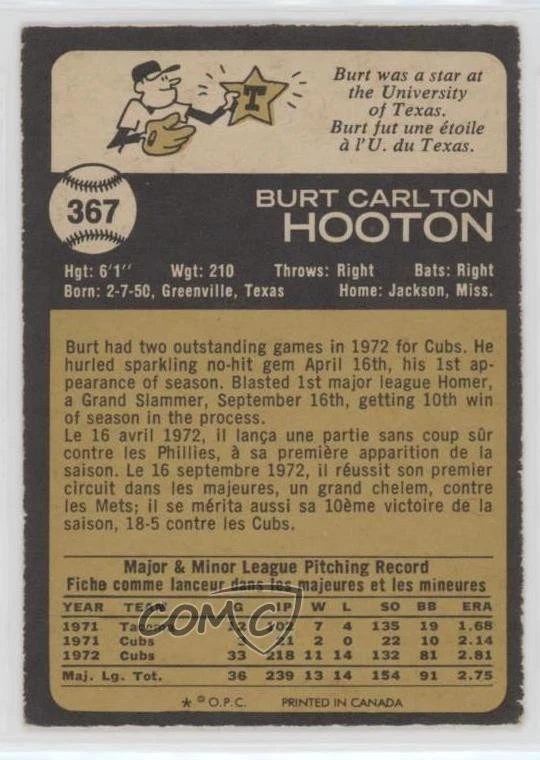 Burt was a star at
the University
of Texas.
Burt fut une étoile
à l'U. du Texas.
T
367
BURT CARLTON
HOOTON
Hgt: 6'1" Wgt: 210 Throws: Right Bats: Right
Born: 2-7-50, Greenville, Texas Home: Jackson, Miss.
Burt had two outstanding games in 1972 for Cubs. He
hurled sparkling no-hit gem April 16th, his 1st ap-
pearance of season. Blasted 1st major league Homer,
a Grand Slammer, September 16th, getting 10th win
of season in the process.
Le 16 avril 1972, il lança une partie sans coup sûr
contre les Phillies, à sa première apparition de la
saison. Le 16 septembre 1972, il réussit son premier
circuit dans les majeures, un grand chelem, contre
les Mets; il se mérita aussi sa 10ème victoire de la
saison, 18-5 contre les Cubs.
Major & Minor League Pitching Record
Fiche comme lanceur dans les majeures et les mineures
YEAR TEAM G IP W L SO BB ERA
1971 Tacoma 12 102 7 4 135 19 1.68
1971 Cubs 3 21 2 0 22 10 2.14
1972 Cubs 33 218 11 14 132 81 2.81
Maj. Lg. Tot. 36 239 13 14 154 91 2.75
COMC
* © O.P.C. PRINTED IN CANADA